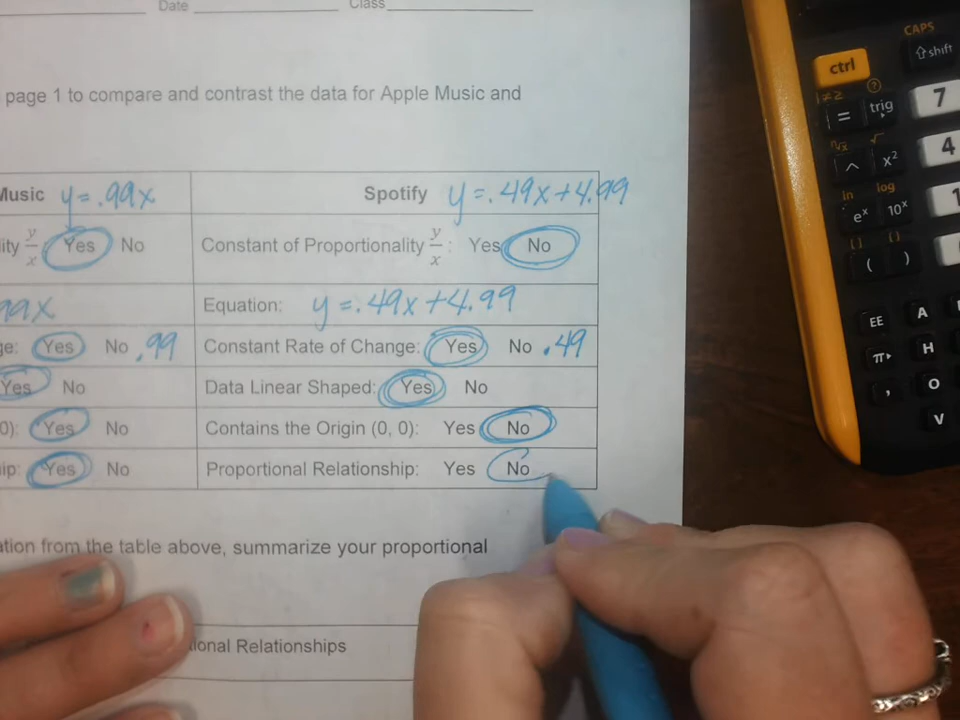 Date Class
page 1 to compare and contrast the data for Apple Music and
Music y=.99x Spotify y=.49x+4.99
ity y/x Yes No Constant of Proportionality y/x : Yes No
99x Equation: y=.49x+4.99
ge: Yes No .99 Constant Rate of Change: Yes No .49
Yes No Data Linear Shaped: Yes No
0): Yes No Contains the Origin (0, 0): Yes No
ip: Yes No Proportional Relationship: Yes No
ation from the table above, summarize your proportional
tional Relationships
CAPS
ctrl ⇧shift
≠≥ ?
= trig 7
√
^ x² 4
ln log
eˣ 10ˣ 1
[ ] { }
( )
EE A
π▸ H
, O
V